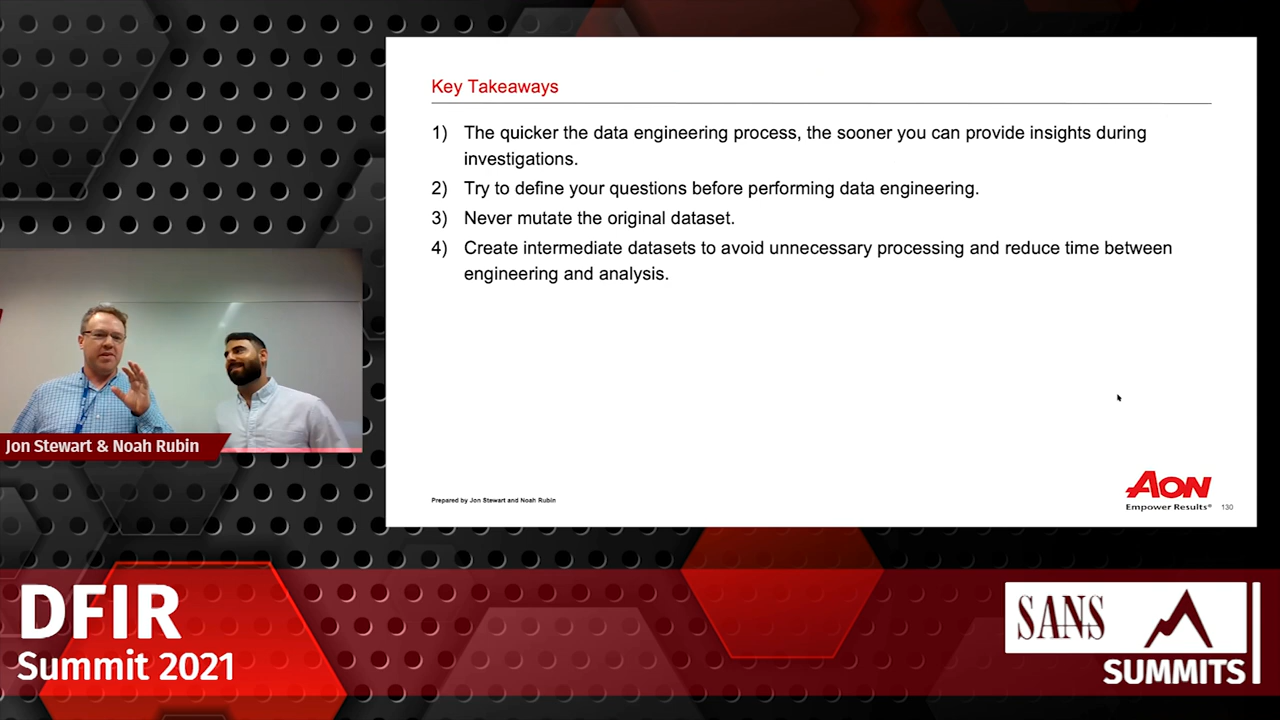 Key Takeaways
1) The quicker the data engineering process, the sooner you can provide insights during
investigations.
2) Try to define your questions before performing data engineering.
3) Never mutate the original dataset.
4) Create intermediate datasets to avoid unnecessary processing and reduce time between
engineering and analysis.
Jon Stewart & Noah Rubin
Prepared by Jon Stewart and Noah Rubin
AON
Empower Results®
130
DFIR
Summit 2021
SANS
SUMMITS